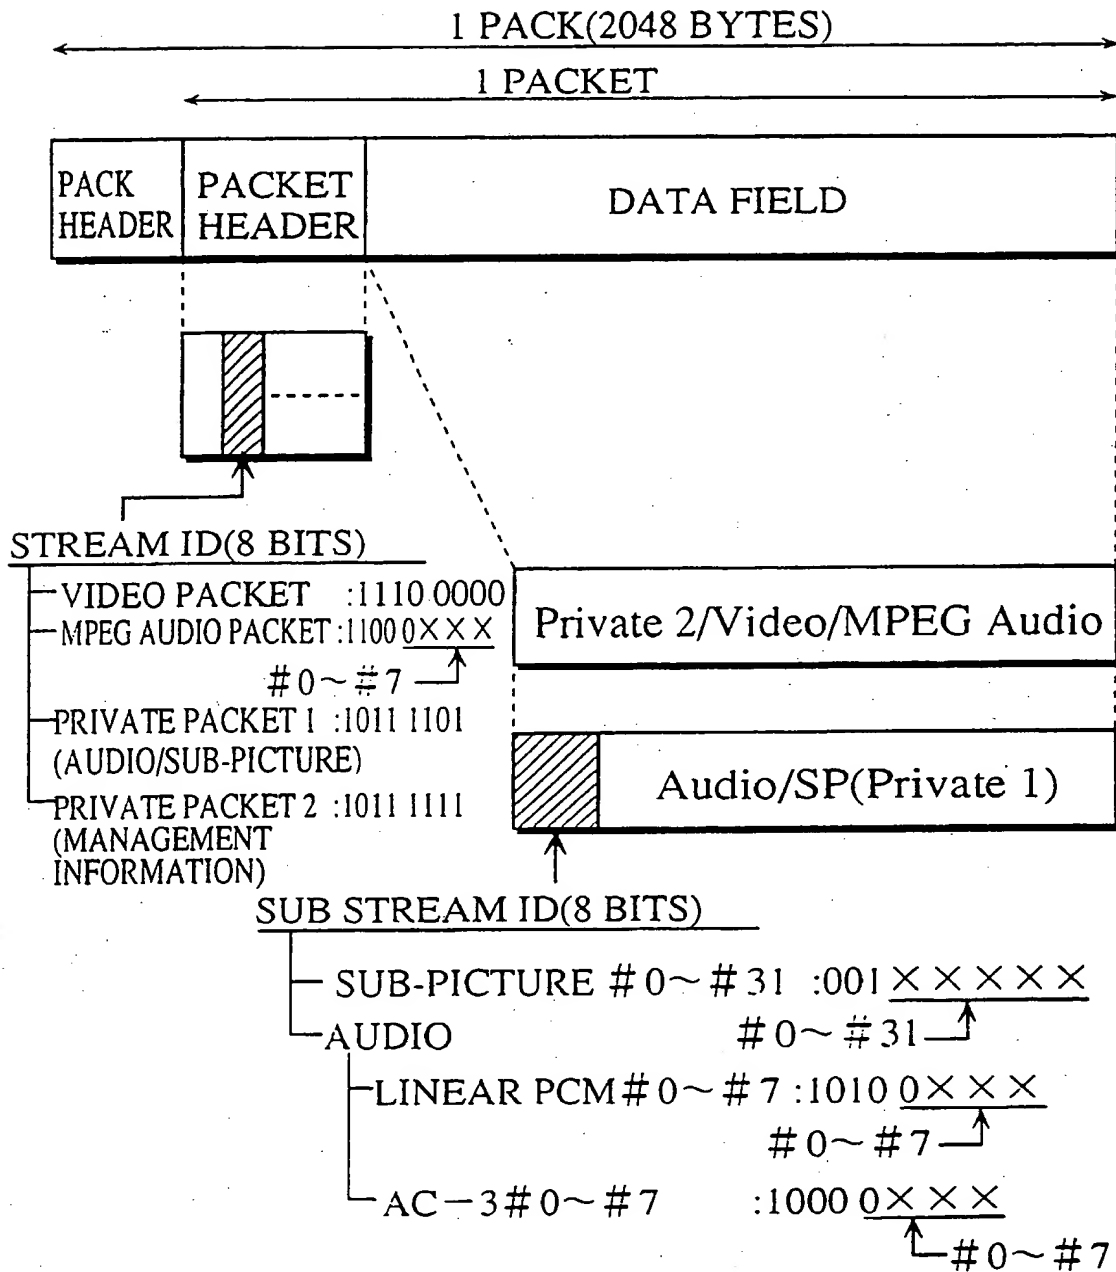 1 PACK(2048 BYTES)
1 PACKET
PACK HEADER
PACKET HEADER
DATA FIELD
STREAM ID(8 BITS)
VIDEO PACKET :1110 0000
MPEG AUDIO PACKET :1100 0×××
#0~#7
PRIVATE PACKET 1 :1011 1101
(AUDIO/SUB-PICTURE)
PRIVATE PACKET 2 :1011 1111
(MANAGEMENT
INFORMATION)
Private 2/Video/MPEG Audio
Audio/SP(Private 1)
SUB STREAM ID(8 BITS)
SUB-PICTURE #0~#31 :001×××××
#0~#31
AUDIO
LINEAR PCM#0~#7 :1010 0×××
#0~#7
AC-3#0~#7 :1000 0×××
#0~#7